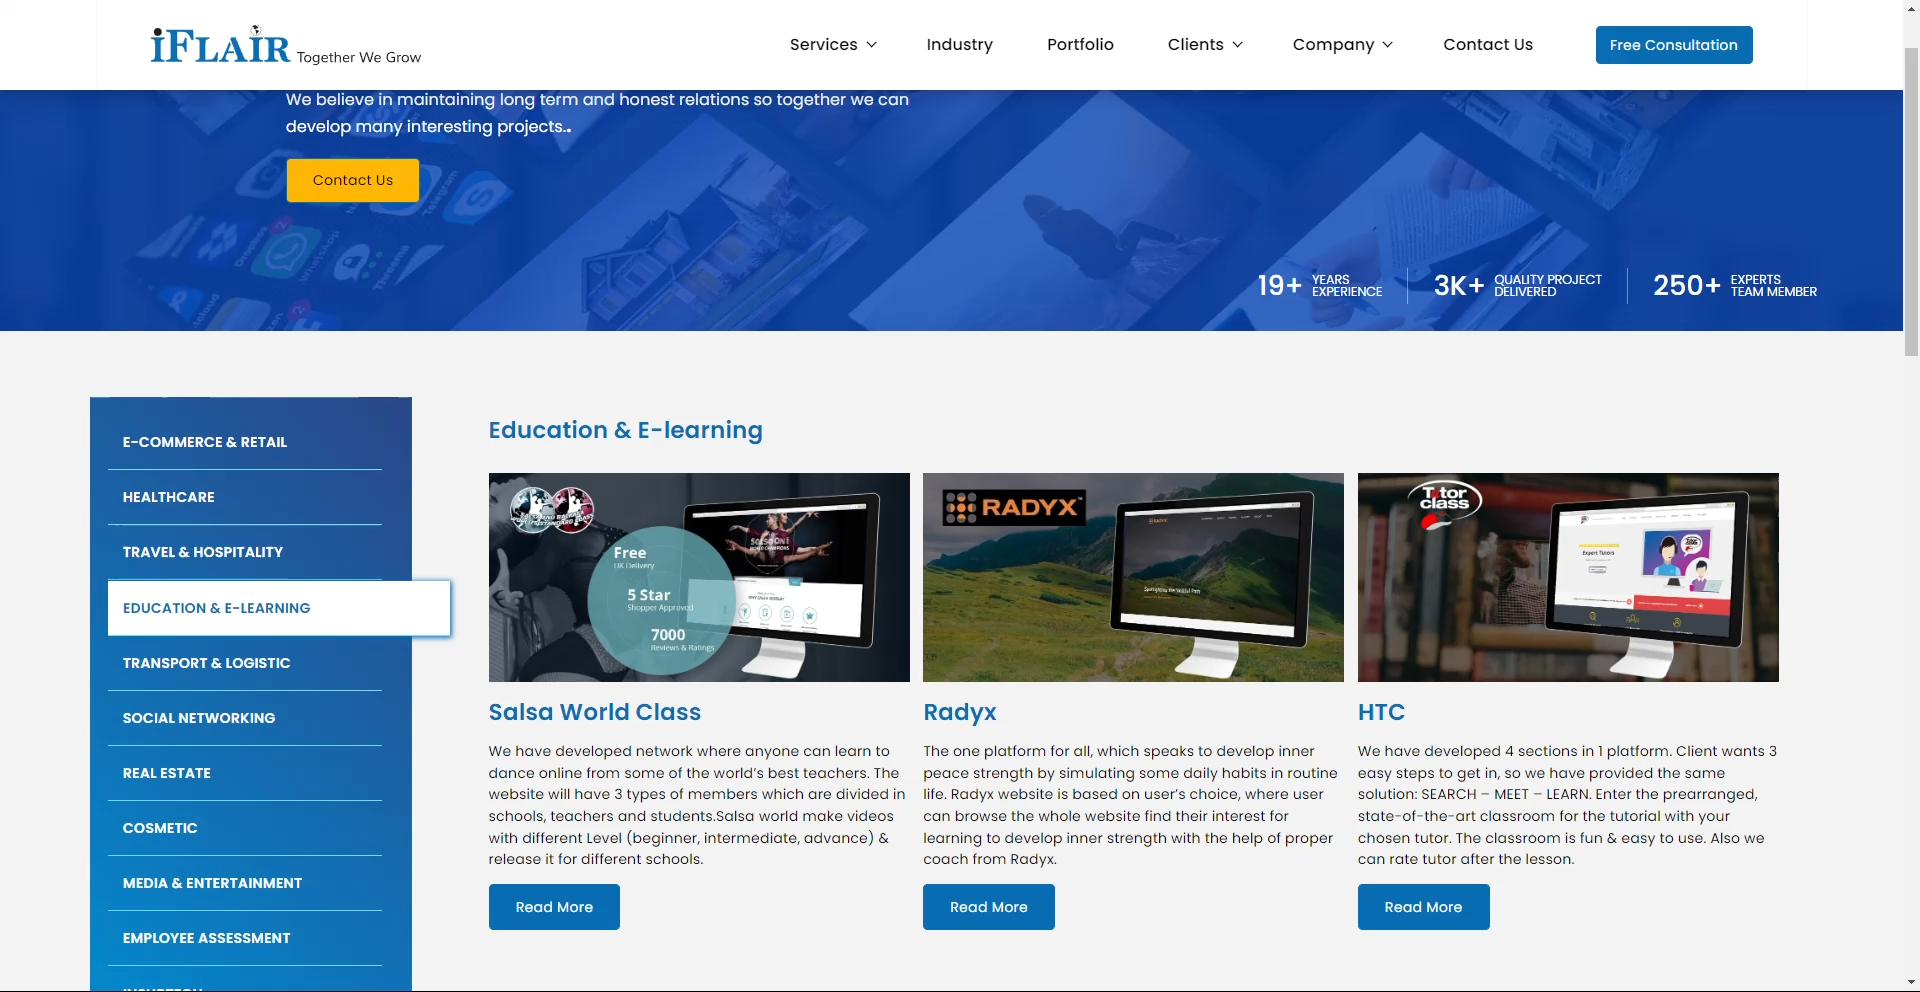 iFLAIR Together We Grow
Services
Industry
Portfolio
Clients
Company
Contact Us
Free Consultation
We believe in maintaining long term and honest relations so together we can
develop many interesting projects..
Contact Us
19+ YEARS EXPERIENCE
3K+ QUALITY PROJECT DELIVERED
250+ EXPERTS TEAM MEMBER
E-COMMERCE & RETAIL
HEALTHCARE
TRAVEL & HOSPITALITY
EDUCATION & E-LEARNING
TRANSPORT & LOGISTIC
SOCIAL NETWORKING
REAL ESTATE
COSMETIC
MEDIA & ENTERTAINMENT
EMPLOYEE ASSESSMENT
Education & E-learning
Free
UK Delivery
5 Star
Shopper Approved
7000
Reviews & Ratings
RADYX
Tutor
class
Expert Tutors
Salsa World Class
We have developed network where anyone can learn to
dance online from some of the world's best teachers. The
website will have 3 types of members which are divided in
schools, teachers and students.Salsa world make videos
with different Level (beginner, intermediate, advance) &
release it for different schools.
Read More
Radyx
The one platform for all, which speaks to develop inner
peace strength by simulating some daily habits in routine
life. Radyx website is based on user's choice, where user
can browse the whole website find their interest for
learning to develop inner strength with the help of proper
coach from Radyx.
Read More
HTC
We have developed 4 sections in 1 platform. Client wants 3
easy steps to get in, so we have provided the same
solution: SEARCH – MEET – LEARN. Enter the prearranged,
state-of-the-art classroom for the tutorial with your
chosen tutor. The classroom is fun & easy to use. Also we
can rate tutor after the lesson.
Read More